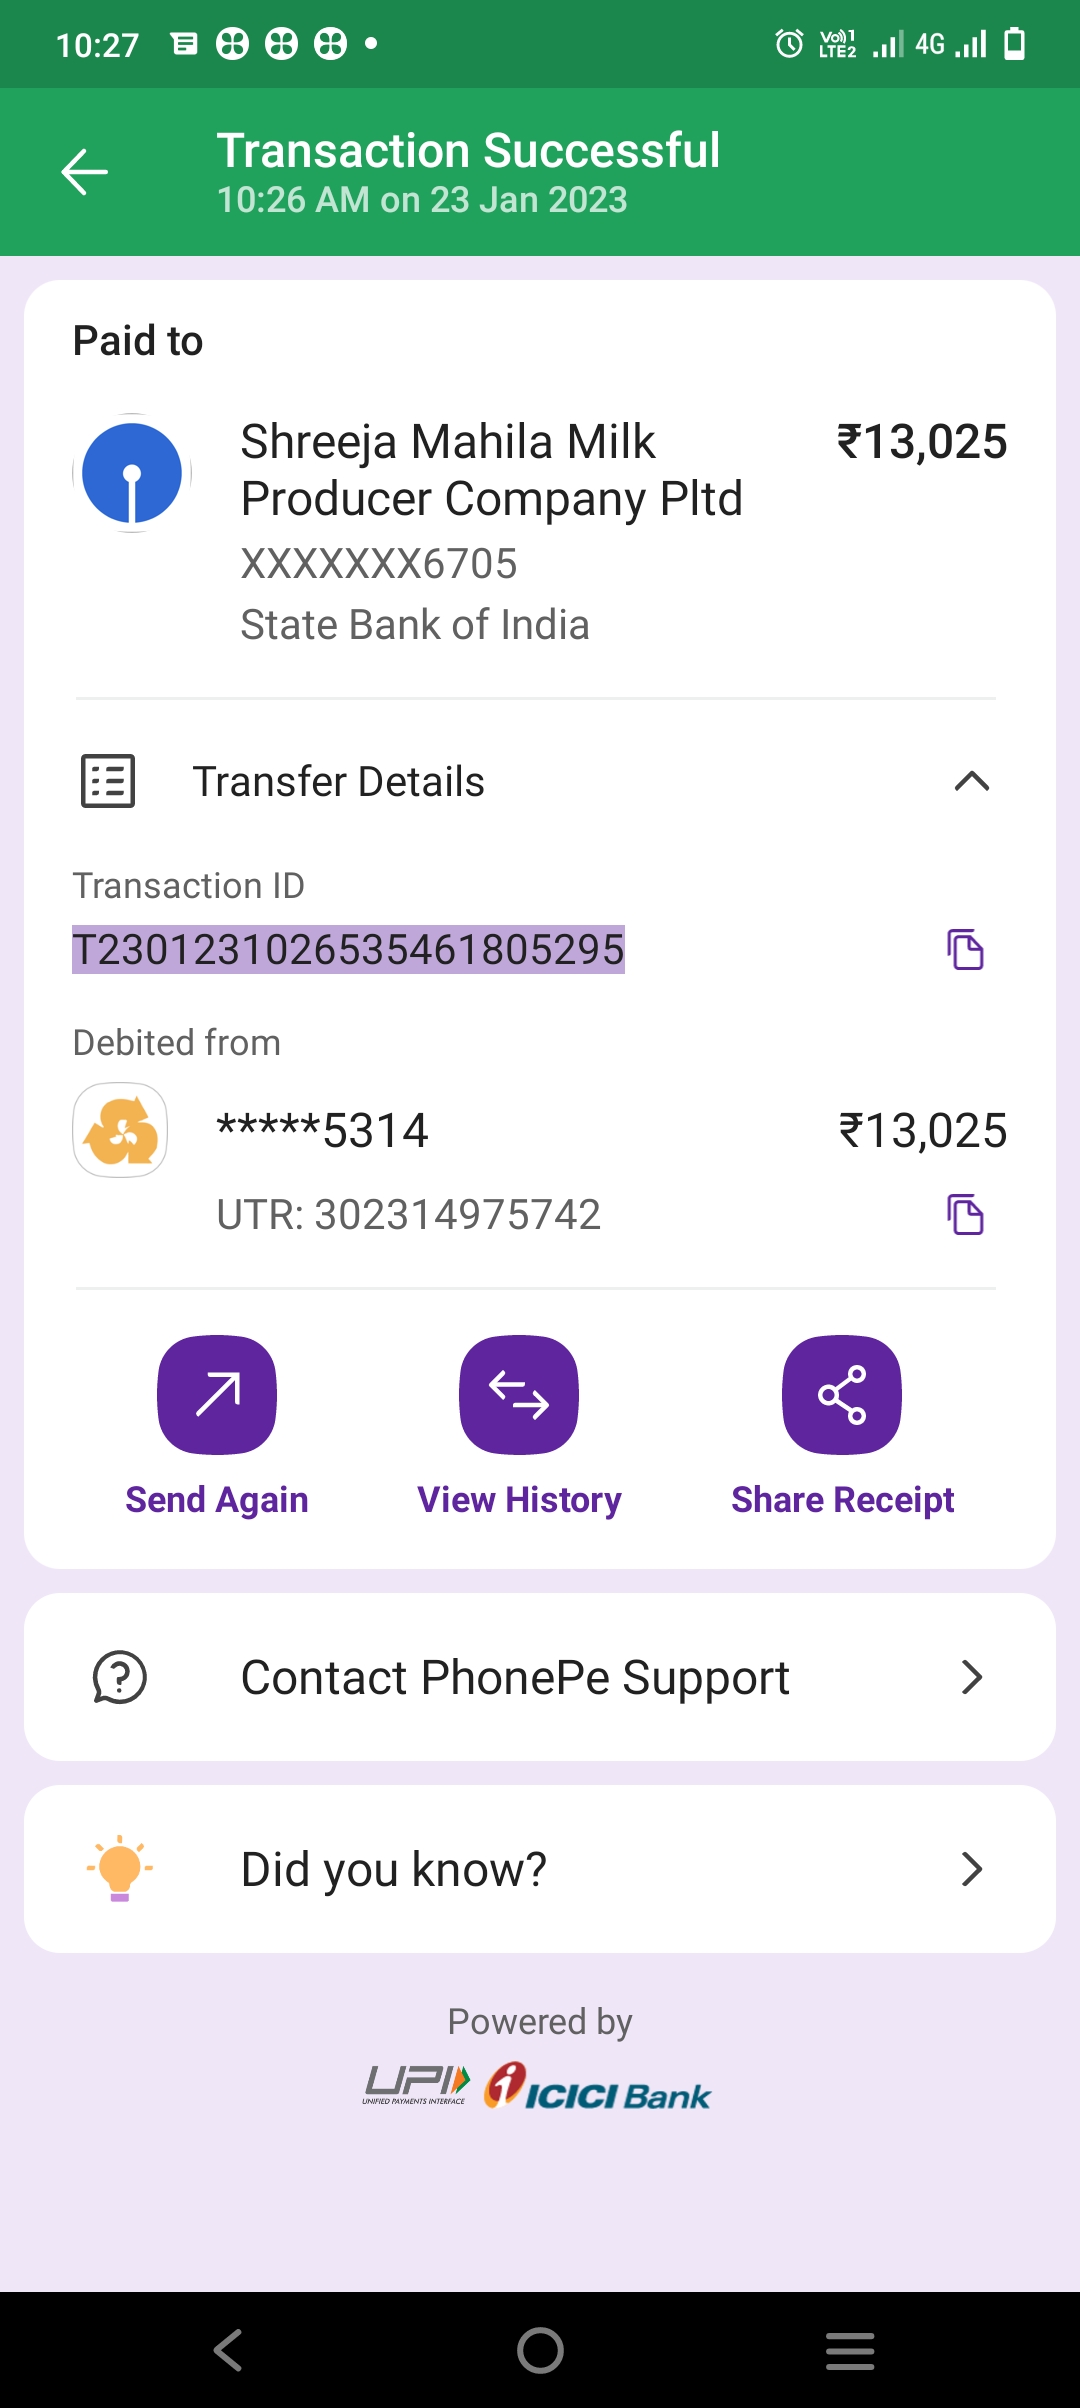 10:27
Vo)) 1
LTE2
4G
Transaction Successful
10:26 AM on 23 Jan 2023
Paid to
Shreeja Mahila Milk ₹13,025
Producer Company Pltd
XXXXXXX6705
State Bank of India
Transfer Details
Transaction ID
T2301231026535461805295
Debited from
*****5314 ₹13,025
UTR: 302314975742
Send Again View History Share Receipt
Contact PhonePe Support
Did you know?
Powered by
UPI ICICI Bank
UNIFIED PAYMENTS INTERFACE